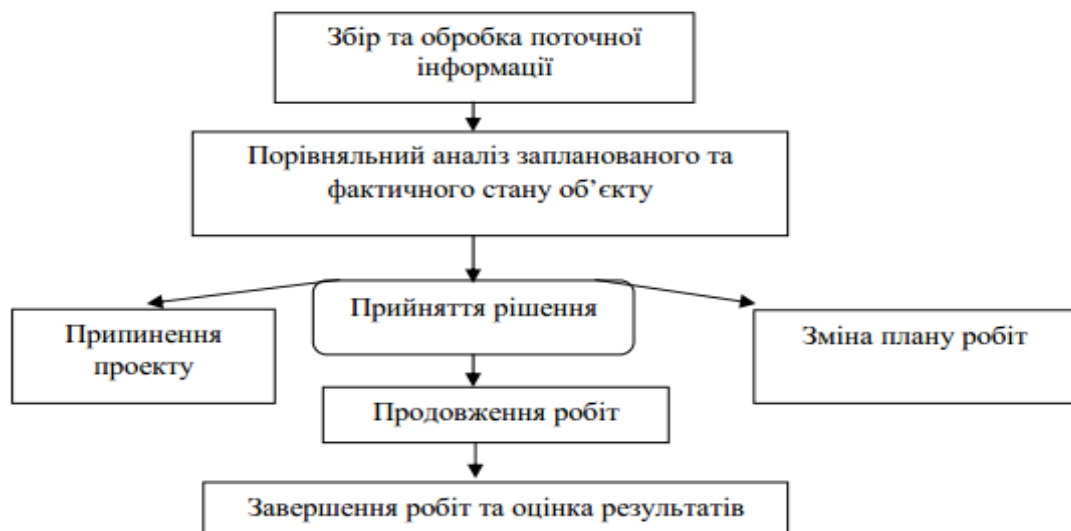 Збір та обробка поточної
інформації
Порівняльний аналіз запланованого та
фактичного стану об’єкту
Прийняття рішення
Припинення
проекту
Зміна плану робіт
Продовження робіт
Завершення робіт та оцінка результатів